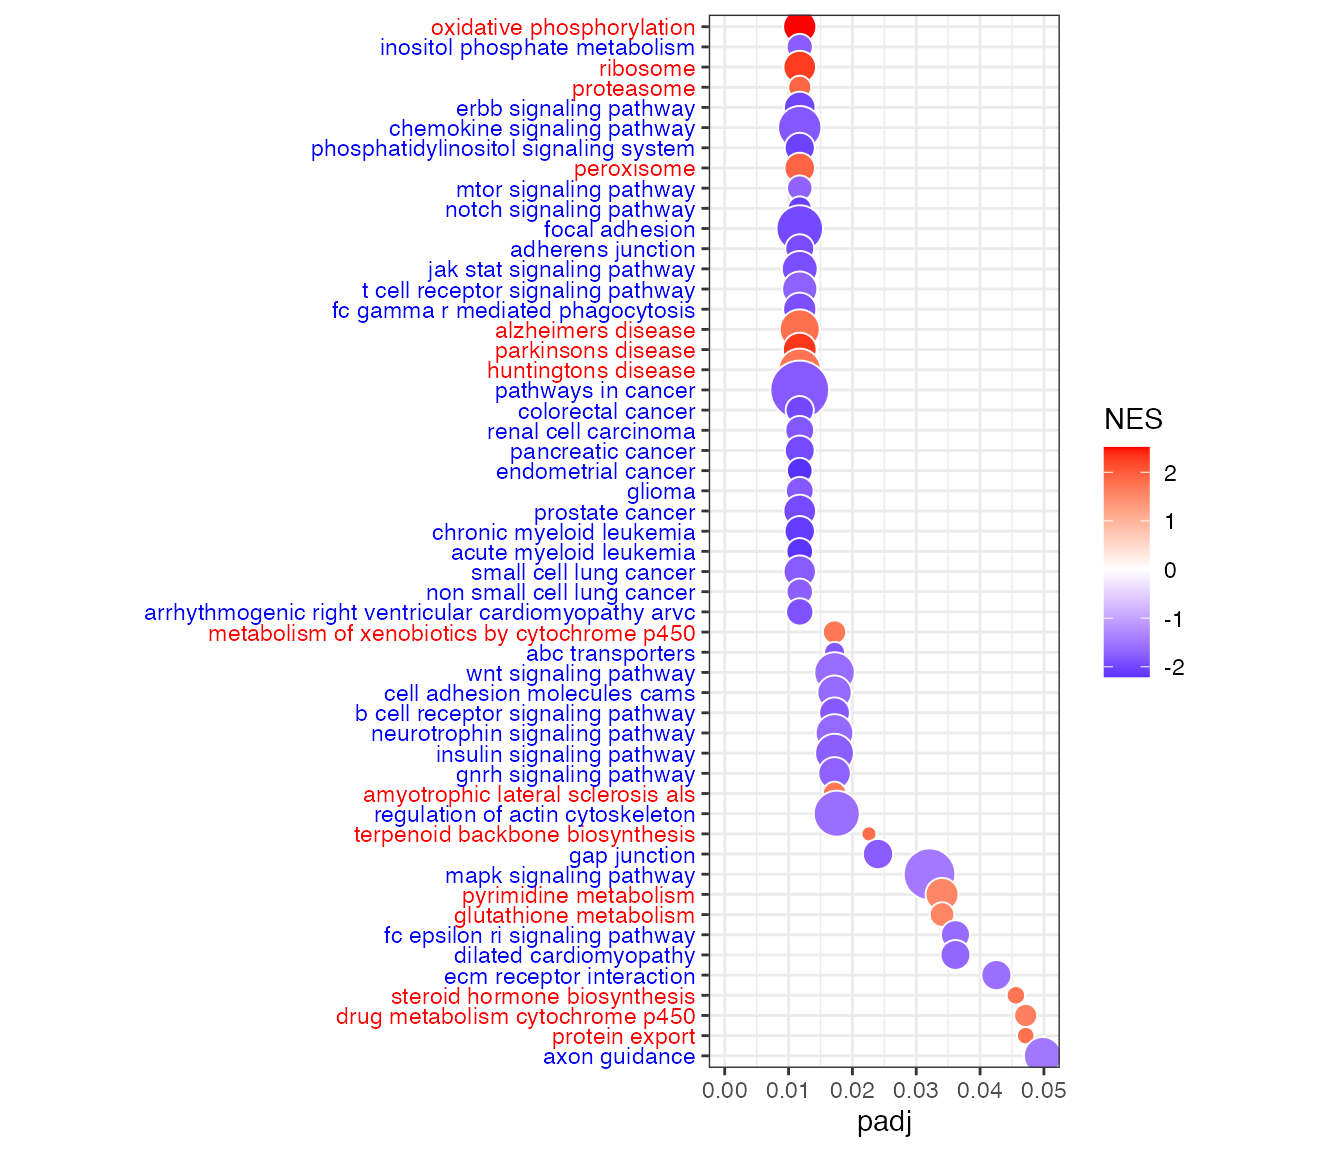 oxidative phosphorylation
inositol phosphate metabolism
ribosome
proteasome
erbb signaling pathway
chemokine signaling pathway
phosphatidylinositol signaling system
peroxisome
mtor signaling pathway
notch signaling pathway
focal adhesion
adherens junction
jak stat signaling pathway
t cell receptor signaling pathway
fc gamma r mediated phagocytosis
alzheimers disease
parkinsons disease
huntingtons disease
pathways in cancer
colorectal cancer
renal cell carcinoma
pancreatic cancer
endometrial cancer
glioma
prostate cancer
chronic myeloid leukemia
acute myeloid leukemia
small cell lung cancer
non small cell lung cancer
arrhythmogenic right ventricular cardiomyopathy arvc
metabolism of xenobiotics by cytochrome p450
abc transporters
wnt signaling pathway
cell adhesion molecules cams
b cell receptor signaling pathway
neurotrophin signaling pathway
insulin signaling pathway
gnrh signaling pathway
amyotrophic lateral sclerosis als
regulation of actin cytoskeleton
terpenoid backbone biosynthesis
gap junction
mapk signaling pathway
pyrimidine metabolism
glutathione metabolism
fc epsilon ri signaling pathway
dilated cardiomyopathy
ecm receptor interaction
steroid hormone biosynthesis
drug metabolism cytochrome p450
protein export
axon guidance
0.00 0.01 0.02 0.03 0.04 0.05
padj
NES
2
1
0
-1
-2